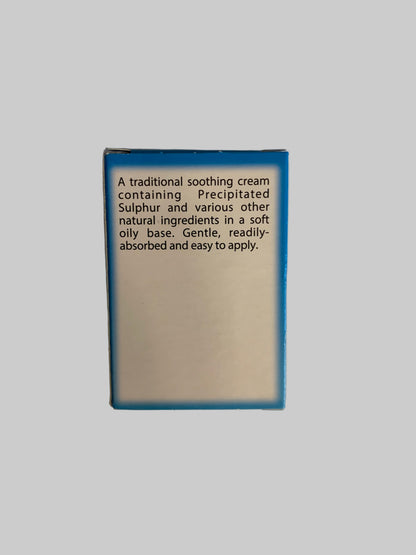 A traditional soothing cream
containing Precipitated
Sulphur and various other
natural ingredients in a soft
oily base. Gentle, readily-
absorbed and easy to apply.